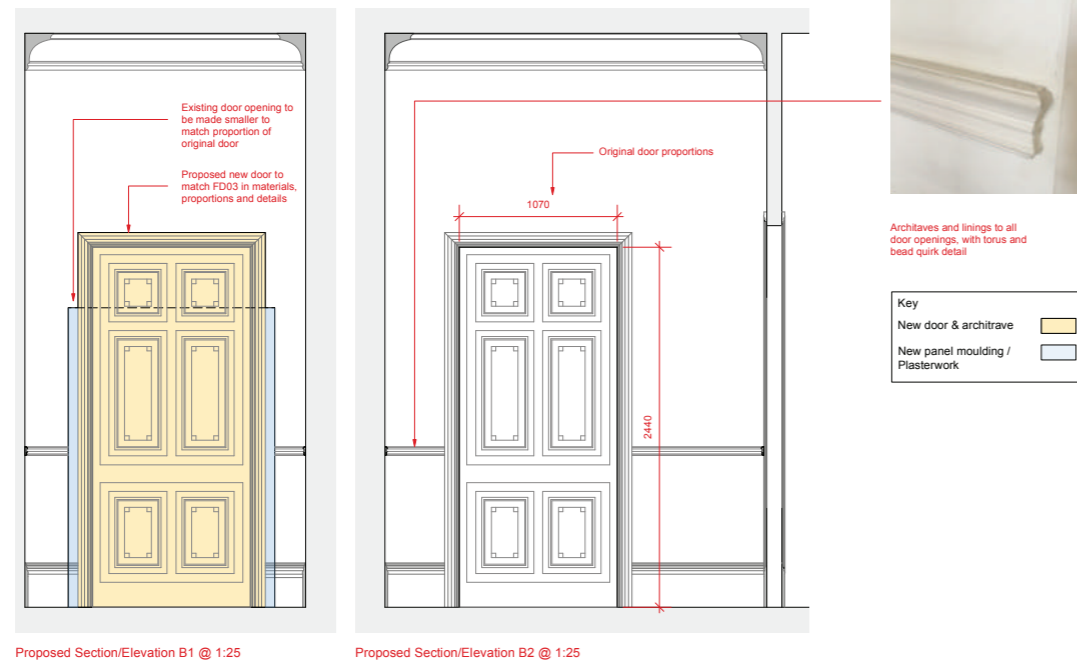 Existing door opening to
be made smaller to
match proportion of
original door
Proposed new door to
match FD03 in materials,
proportions and details
Original door proportions
1070
2440
Architaves and linings to all
door openings, with torus and
bead quirk detail
Key
New door & architrave
New panel moulding /
Plasterwork
Proposed Section/Elevation B1 @ 1:25
Proposed Section/Elevation B2 @ 1:25